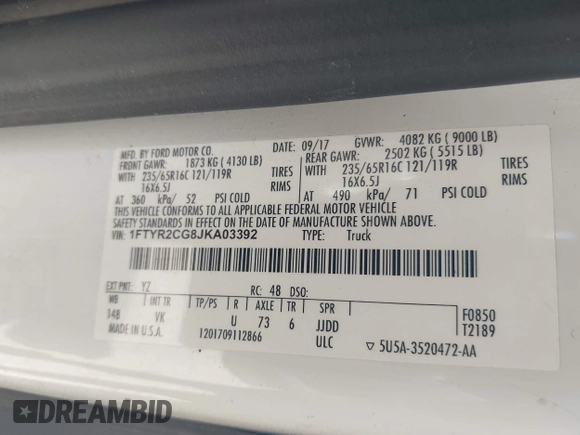 MFD. BY FORD MOTOR CO. DATE: 09/17 GVWR: 4082 KG ( 9000 LB)
FRONT GAWR: 1873 KG ( 4130 LB) REAR GAWR: 2502 KG ( 5515 LB)
WITH 235/65R16C 121/119R TIRES WITH 235/65R16C 121/119R TIRES
16X6.5J RIMS 16X6.5J RIMS
AT 360 kPa/ 52 PSI COLD AT 490 kPa/ 71 PSI COLD
THIS VEHICLE CONFORMS TO ALL APPLICABLE FEDERAL MOTOR VEHICLE
SAFETY STANDARDS IN EFFECT ON THE DATE OF MANUFACTURE SHOWN ABOVE.
VIN: 1FTYR2CG8JKA03392 TYPE: Truck
EXT PNT: YZ RC: 48 DSO:
WB INT TR TP/PS R AXLE TR SPR F0850
148 VK U 73 6 JJDD T2189
MADE IN U.S.A. 1201709112866 ULC ▽ 5U5A-3520472-AA
DREAMBID